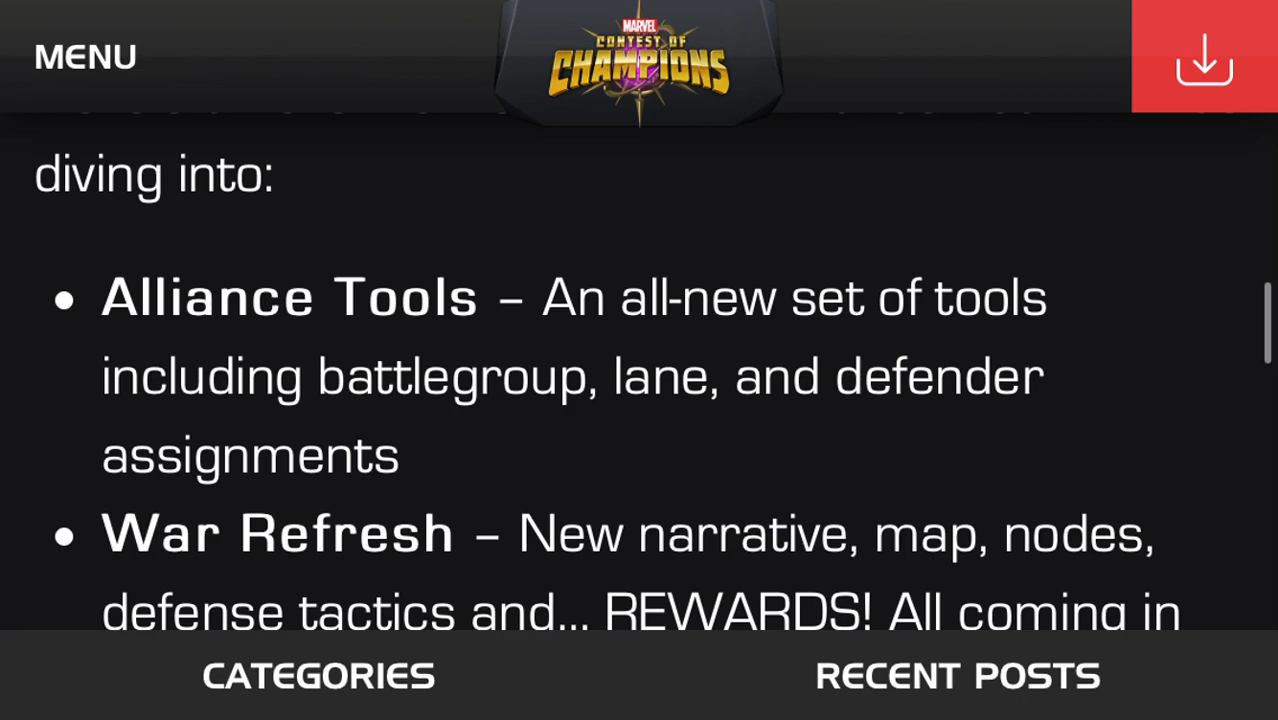 MENU
MARVEL
CONTEST OF
CHAMPIONS
diving into:
• Alliance Tools – An all-new set of tools
including battlegroup, lane, and defender
assignments
• War Refresh – New narrative, map, nodes,
defense tactics and... REWARDS! All coming in
CATEGORIES
RECENT POSTS